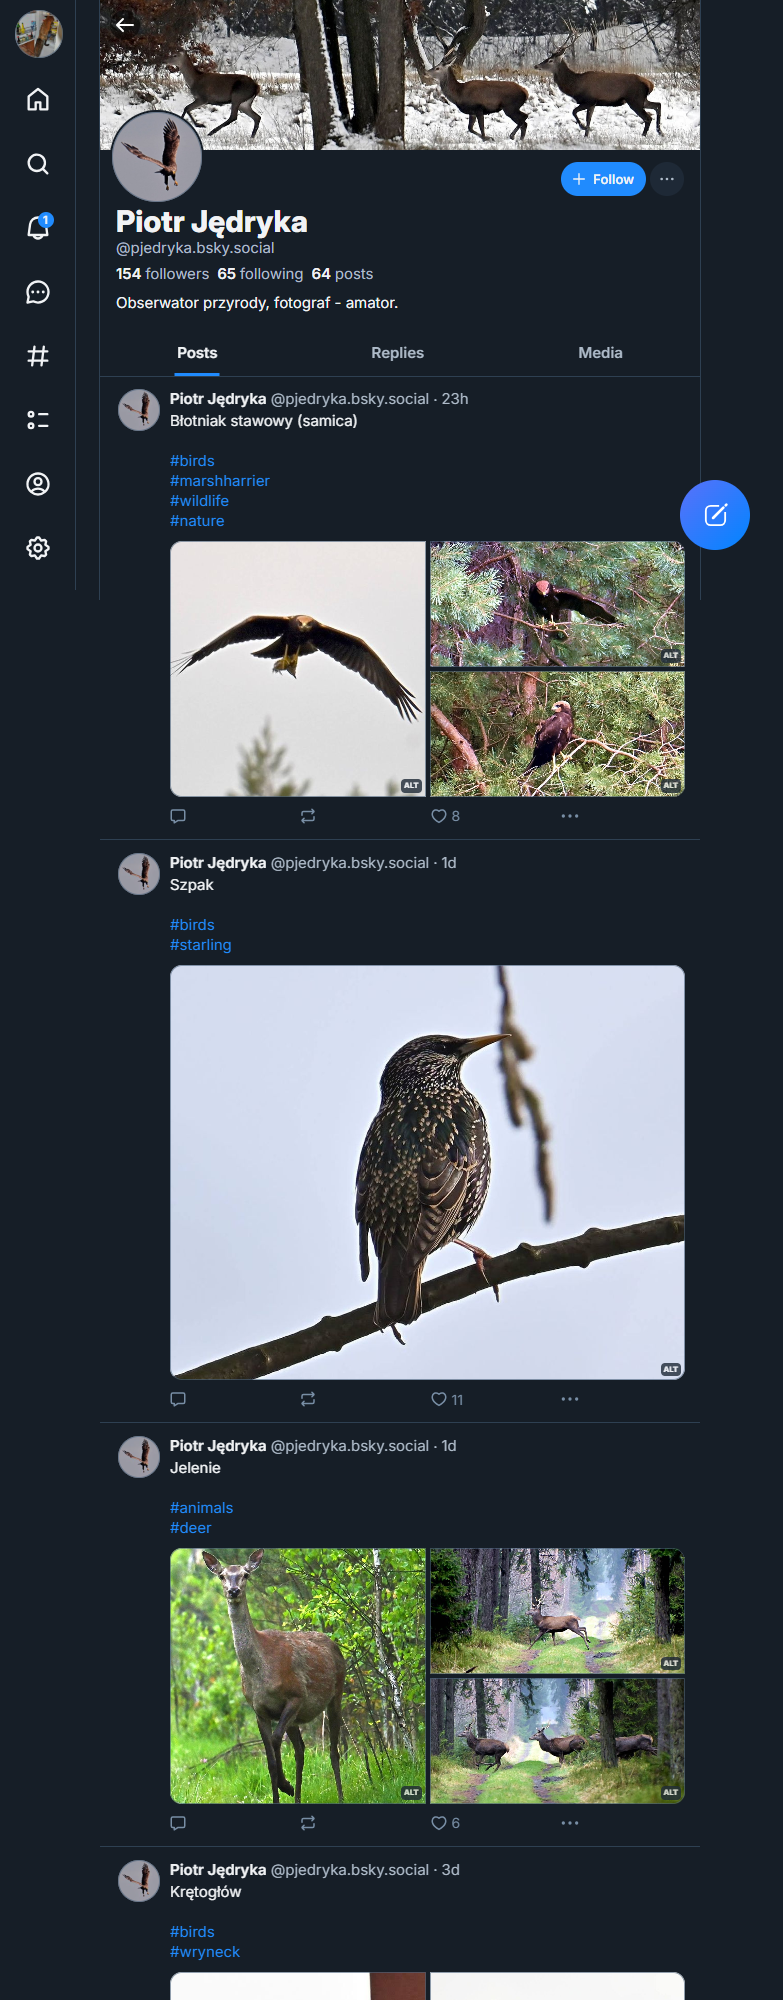 1
Follow
Piotr Jędryka
@pjedryka.bsky.social
154 followers 65 following 64 posts
Obserwator przyrody, fotograf - amator.
Posts Replies Media
Piotr Jędryka @pjedryka.bsky.social · 23h
Błotniak stawowy (samica)
#birds
#marshharrier
#wildlife
#nature
ALT
ALT
ALT
8
Piotr Jędryka @pjedryka.bsky.social · 1d
Szpak
#birds
#starling
ALT
11
Piotr Jędryka @pjedryka.bsky.social · 1d
Jelenie
#animals
#deer
ALT
ALT
ALT
6
Piotr Jędryka @pjedryka.bsky.social · 3d
Krętogłów
#birds
#wryneck